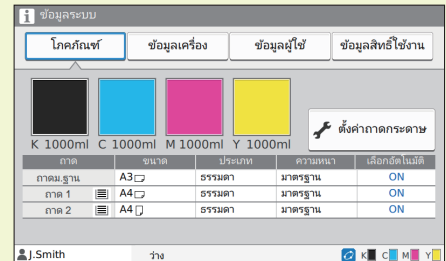 ข้อมูลระบบ
โภคภัณฑ์ ข้อมูลเครื่อง ข้อมูลผู้ใช้ ข้อมูลสิทธิ์ใช้งาน
K 1000ml C 1000ml M 1000ml Y 1000ml
ตั้งค่าถาดกระดาษ
ถาด ขนาด ประเภท ความหนา เลือกอัตโนมัติ
ถาดม.ฐาน A3 ธรรมดา มาตรฐาน ON
ถาด 1 A4 ธรรมดา มาตรฐาน ON
ถาด 2 A4 ธรรมดา มาตรฐาน ON
J.Smith ว่าง K C M Y